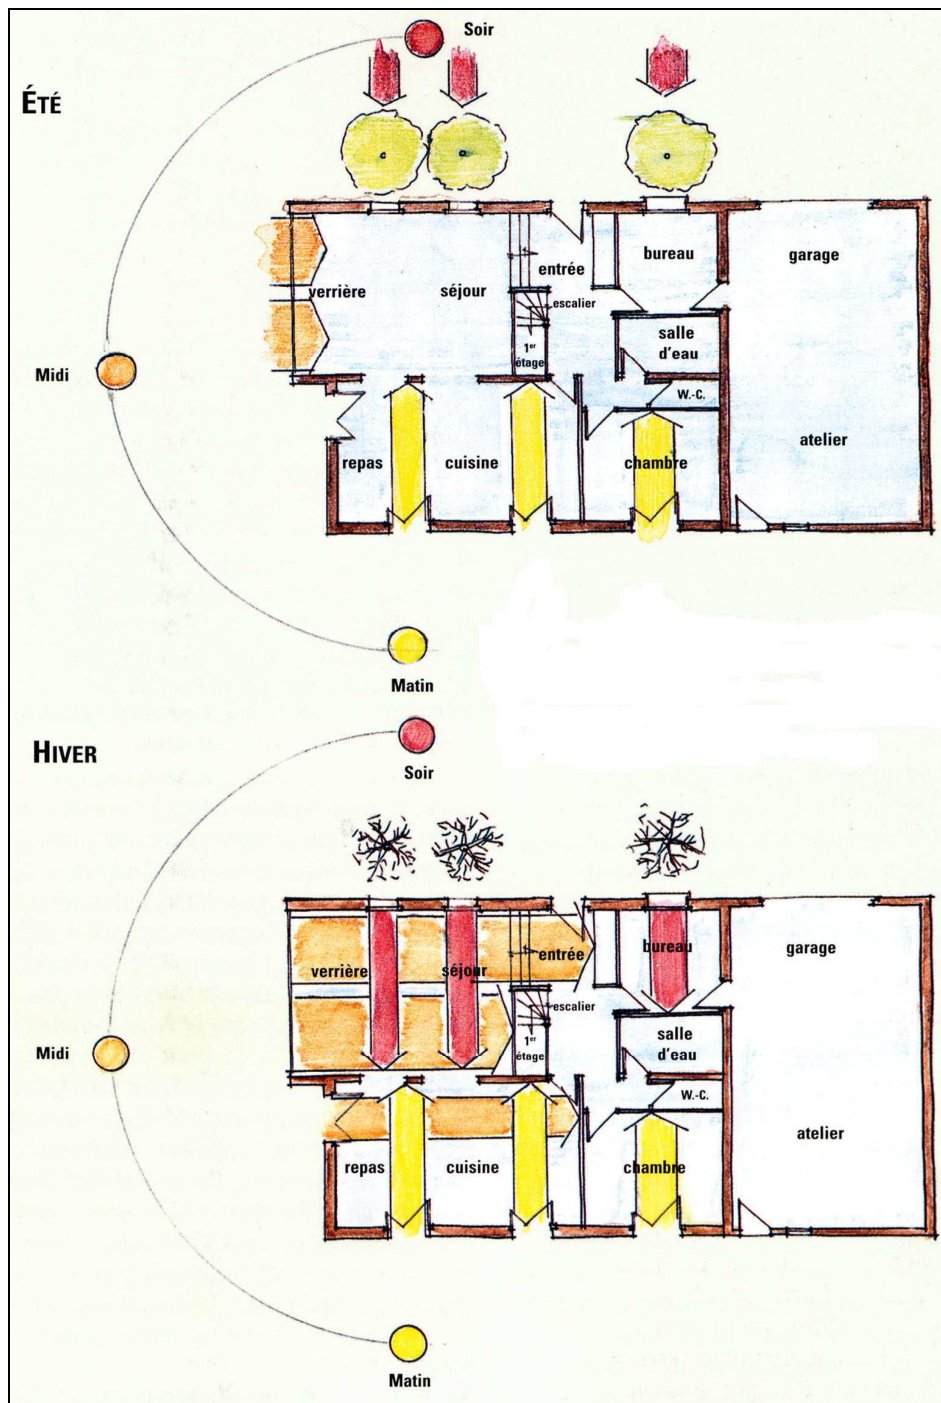 Soir
ÉTÉ
bureau
garage
entrée
verrière
séjour
escalier
salle
d'eau
1er
étage
Midi
W.-C.
atelier
repas
cuisine
chambre
Matin
HIVER
Soir
bureau
garage
entrée
verrière
séjour
escalier
salle
d'eau
1er
étage
Midi
W.-C.
atelier
repas
cuisine
chambre
Matin